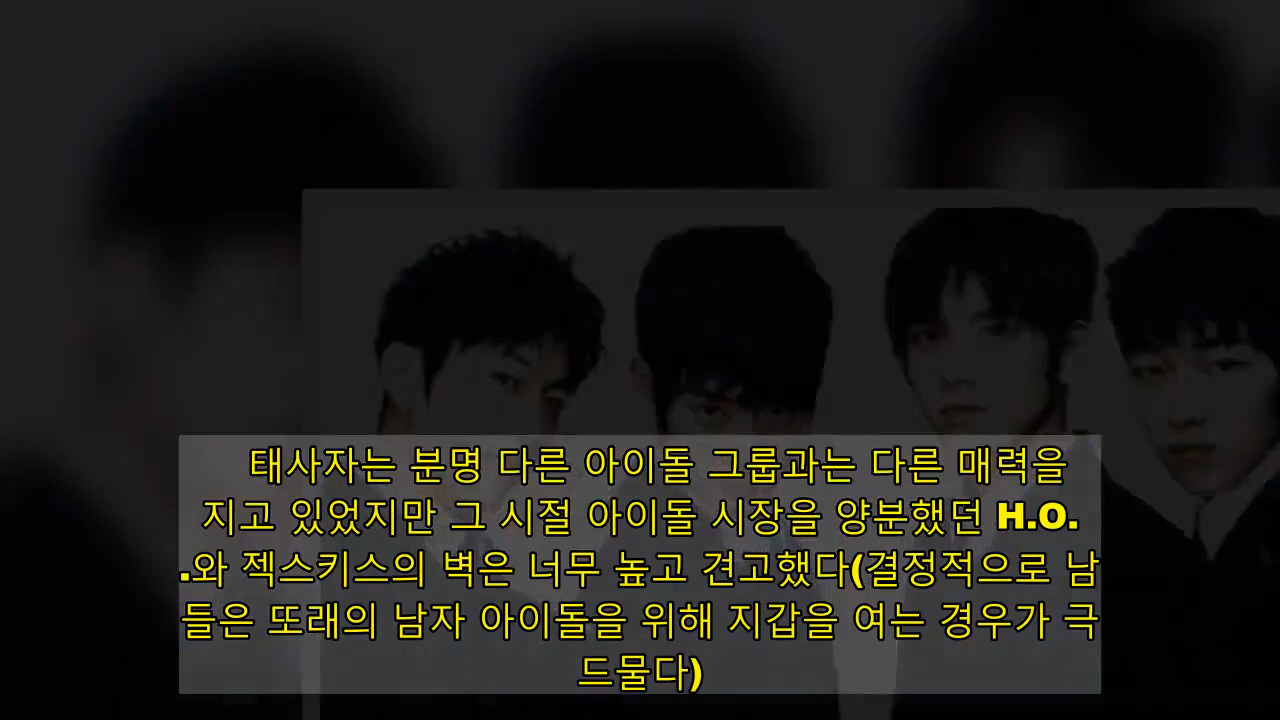 태사자는 분명 다른 아이돌 그룹과는 다른 매력을
지고 있었지만 그 시절 아이돌 시장을 양분했던 H.O.
.와 젝스키스의 벽은 너무 높고 견고했다(결정적으로 남
들은 또래의 남자 아이돌을 위해 지갑을 여는 경우가 극
드물다)